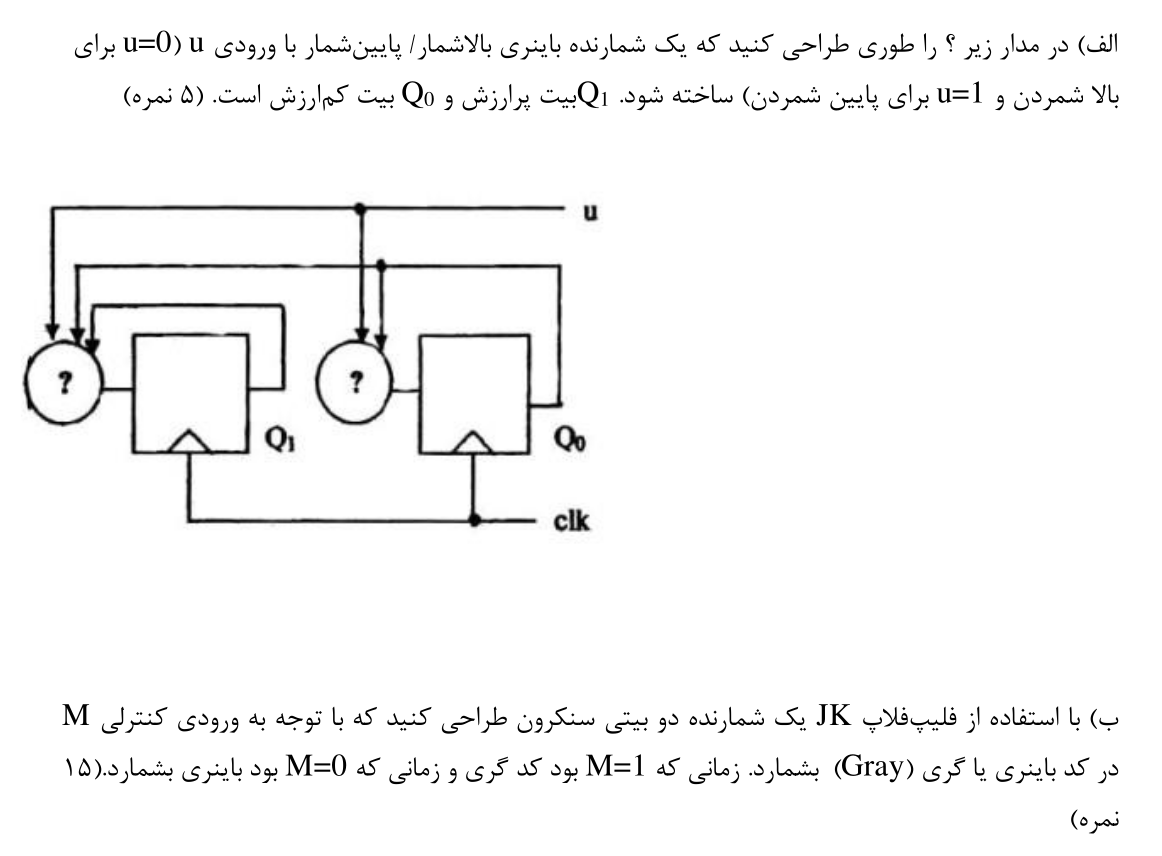 الف) در مدار زیر ؟ را طوری طراحی کنید که یک شمارنده باینری بالاشمار/ پایین‌شمار با ورودی u (u=0 برای
بالا شمردن و u=1 برای پایین شمردن) ساخته شود. Q1بیت پرارزش و Q0 بیت کم‌ارزش است. (۵ نمره)
u
? ?
Q1 Q0
clk
ب) با استفاده از فلیپ‌فلاپ JK یک شمارنده دو بیتی سنکرون طراحی کنید که با توجه به ورودی کنترلی M
در کد باینری یا گری (Gray) بشمارد. زمانی که M=1 بود کد گری و زمانی که M=0 بود باینری بشمارد.(۱۵
نمره)